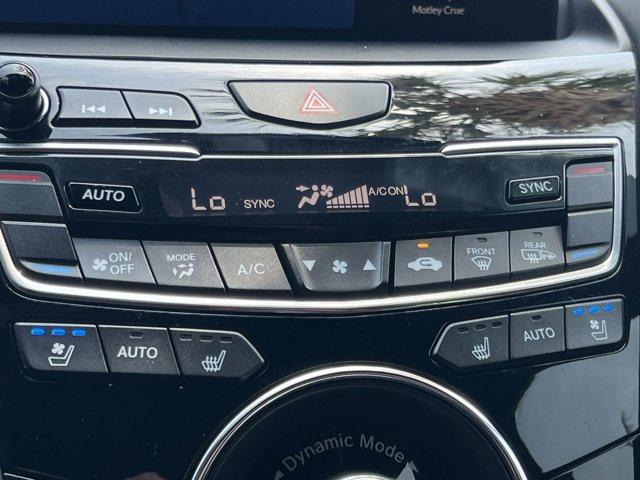 Motley Crue
AUTO
Lo SYNC A/C ON Lo
SYNC
ON/
OFF
MODE
A/C
FRONT
REAR
AUTO
AUTO
Dynamic Mode